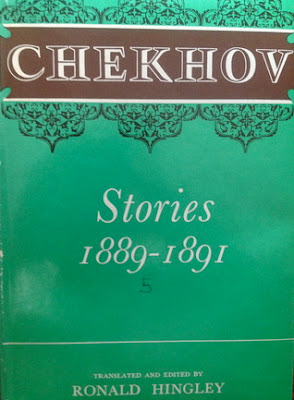 CHEKHOV
Stories
1889-1891
5
TRANSLATED AND EDITED BY
RONALD HINGLEY